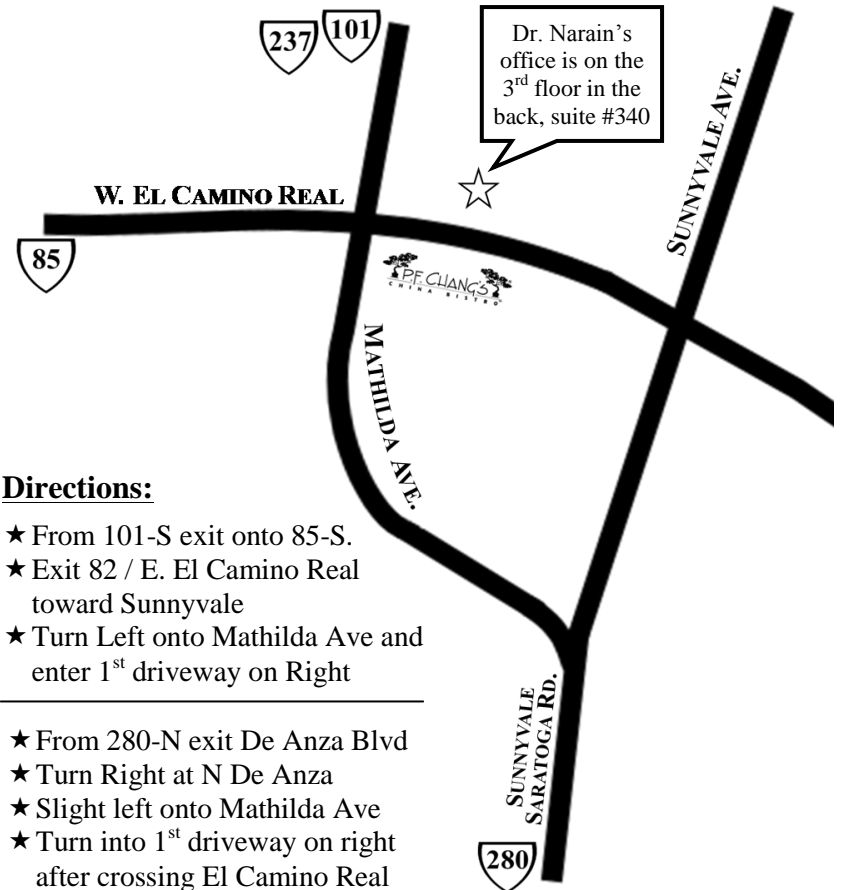 237
101
Dr. Narain's
office is on the
3rd floor in the
back, suite #340
SUNNYVALE AVE.
W. EL CAMINO REAL
85
P.F. CHANG'S
CHINA BISTRO
MATHILDA AVE.
Directions:
★ From 101-S exit onto 85-S.
★ Exit 82 / E. El Camino Real
toward Sunnyvale
★ Turn Left onto Mathilda Ave and
enter 1st driveway on Right
★ From 280-N exit De Anza Blvd
★ Turn Right at N De Anza
★ Slight left onto Mathilda Ave
★ Turn into 1st driveway on right
after crossing El Camino Real
SUNNYVALE
SARATOGA RD.
280